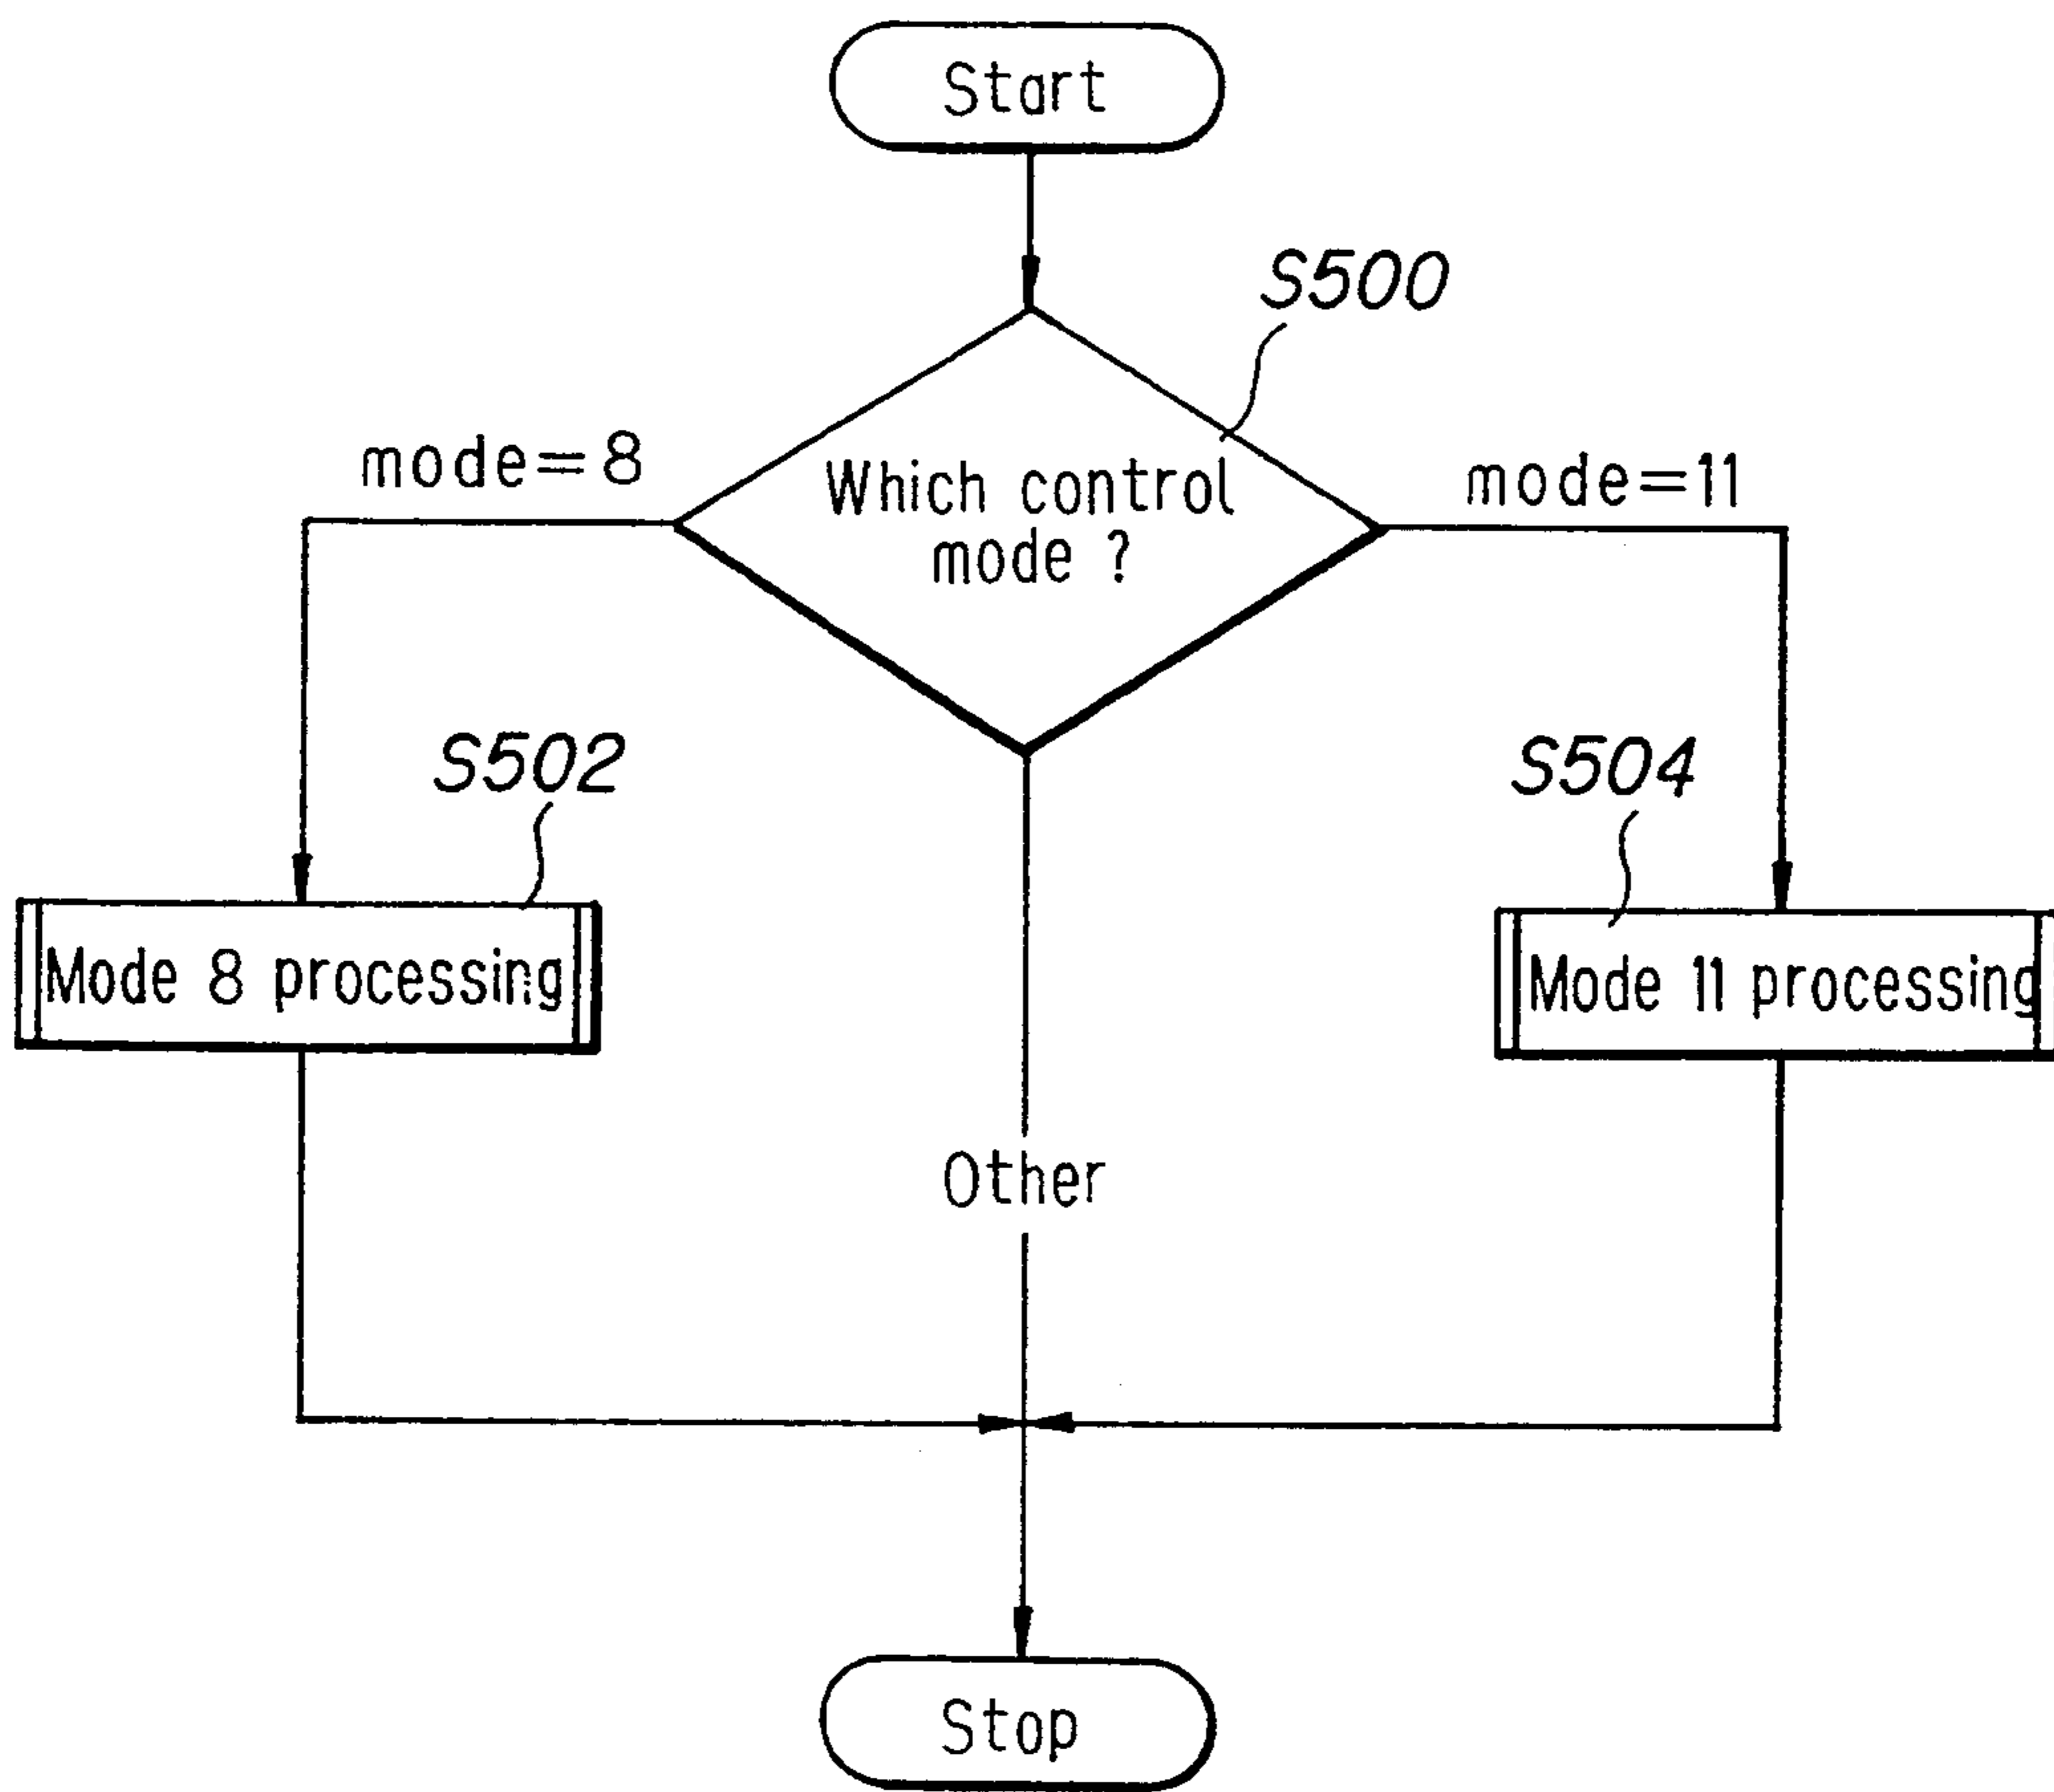 Start
S500
mode=8
Which control
mode ?
mode=11
S502
S504
Mode 8 processing
Mode 11 processing
Other
Stop